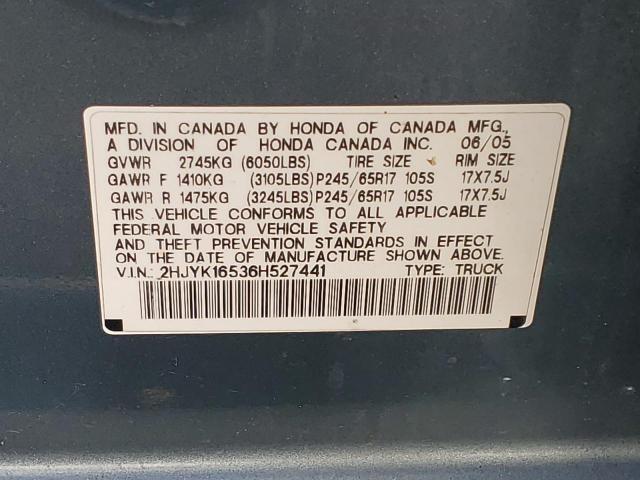 MFD. IN CANADA BY HONDA OF CANADA MFG.,
A DIVISION OF HONDA CANADA INC. 06/05
GVWR 2745KG (6050LBS) TIRE SIZE RIM SIZE
GAWR F 1410KG (3105LBS)P245/65R17 105S 17X7.5J
GAWR R 1475KG (3245LBS)P245/65R17 105S 17X7.5J
THIS VEHICLE CONFORMS TO ALL APPLICABLE
FEDERAL MOTOR VEHICLE SAFETY
AND THEFT PREVENTION STANDARDS IN EFFECT
ON THE DATE OF MANUFACTURE SHOWN ABOVE.
V.I.N.: 2HJYK16536H527441 TYPE: TRUCK